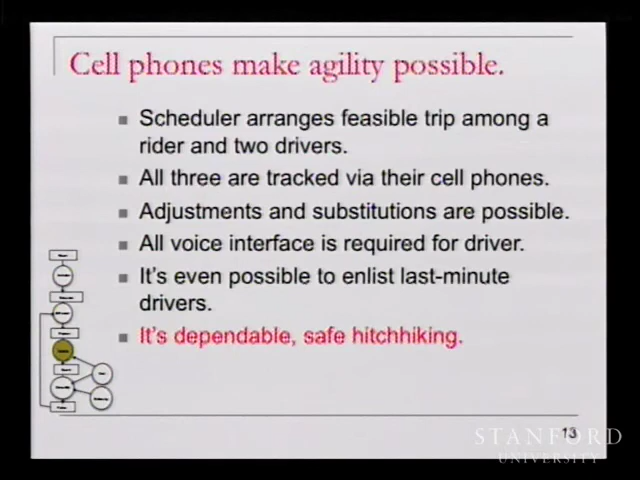 Cell phones make agility possible.
Scheduler arranges feasible trip among a
rider and two drivers.
All three are tracked via their cell phones.
Adjustments and substitutions are possible.
All voice interface is required for driver.
It's even possible to enlist last-minute
drivers.
It's dependable, safe hitchhiking.
13
STANFORD
UNIVERSITY